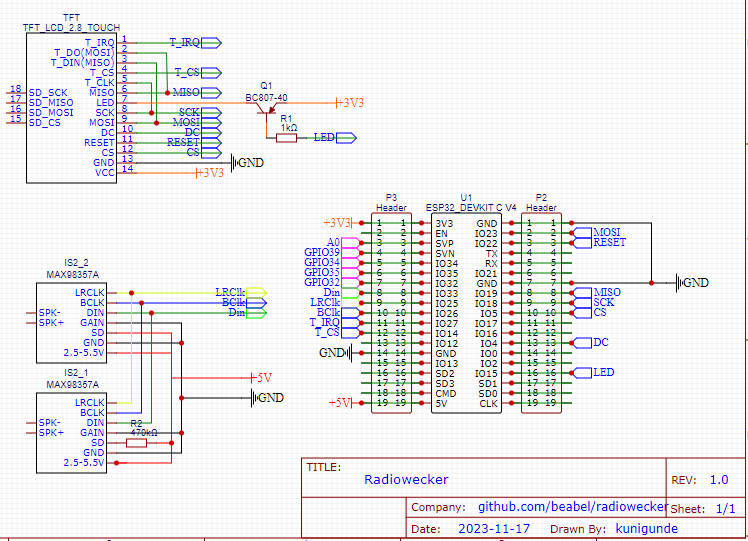 TFT
TFT_LCD_2.8_TOUCH
T_IRQ 1 T_IRQ
T_DO(MOSI) 2
T_DIN(MISO) 3
T_CS 4 T_CS
T_CLK 5
18 SD_SCK MISO 6 MISO
17 SD_MISO LED 7
16 SD_MOSI SCK 8 SCK
15 SD_CS MOSI 9 MOSI
DC 10 DC
RESET 11 RESET
CS 12 CS
GND 13 GND
VCC 14 +3V3
Q1
BC807-40
+3V3
R1
1kΩ
LED
P3 U1 P2
Header ESP32_DEVKIT C V4 Header
+3V3 1 1 3V3 GND 1 1
2 2 EN IO23 2 2 MOSI
A0 3 3 SVP IO22 3 3 RESET
GPIO39 4 4 SVN TX 4 4
GPIO34 5 5 IO34 RX 5 5
GPIO35 6 6 IO35 IO21 6 6
GPIO32 7 7 IO32 GND 7 7 GND
Din 8 8 IO33 IO19 8 8 MISO
LRClk 9 9 IO25 IO18 9 9 SCK
BClk 10 10 IO26 IO5 10 10 CS
T_IRQ 11 11 IO27 IO17 11 11
T_CS 12 12 IO14 IO16 12 12
13 13 IO12 IO4 13 13 DC
GND 14 14 GND IO0 14 14
15 15 IO13 IO2 15 15
16 16 SD2 IO15 16 16 LED
17 17 SD3 SD1 17 17
18 18 CMD SD0 18 18
+5V 19 19 5V CLK 19 19
IS2_2
MAX98357A
LRCLK LRClk
BCLK BClk
SPK- DIN Din
SPK+ GAIN
SD
GND
2.5-5.5V
+5V
GND
IS2_1
MAX98357A
LRCLK
BCLK
SPK- DIN
SPK+ GAIN
R2
470kΩ
SD
GND
2.5-5.5V
TITLE:
Radiowecker
REV: 1.0
Company: github.com/beabel/radiowecker
Sheet: 1/1
Date: 2023-11-17 Drawn By: kunigunde